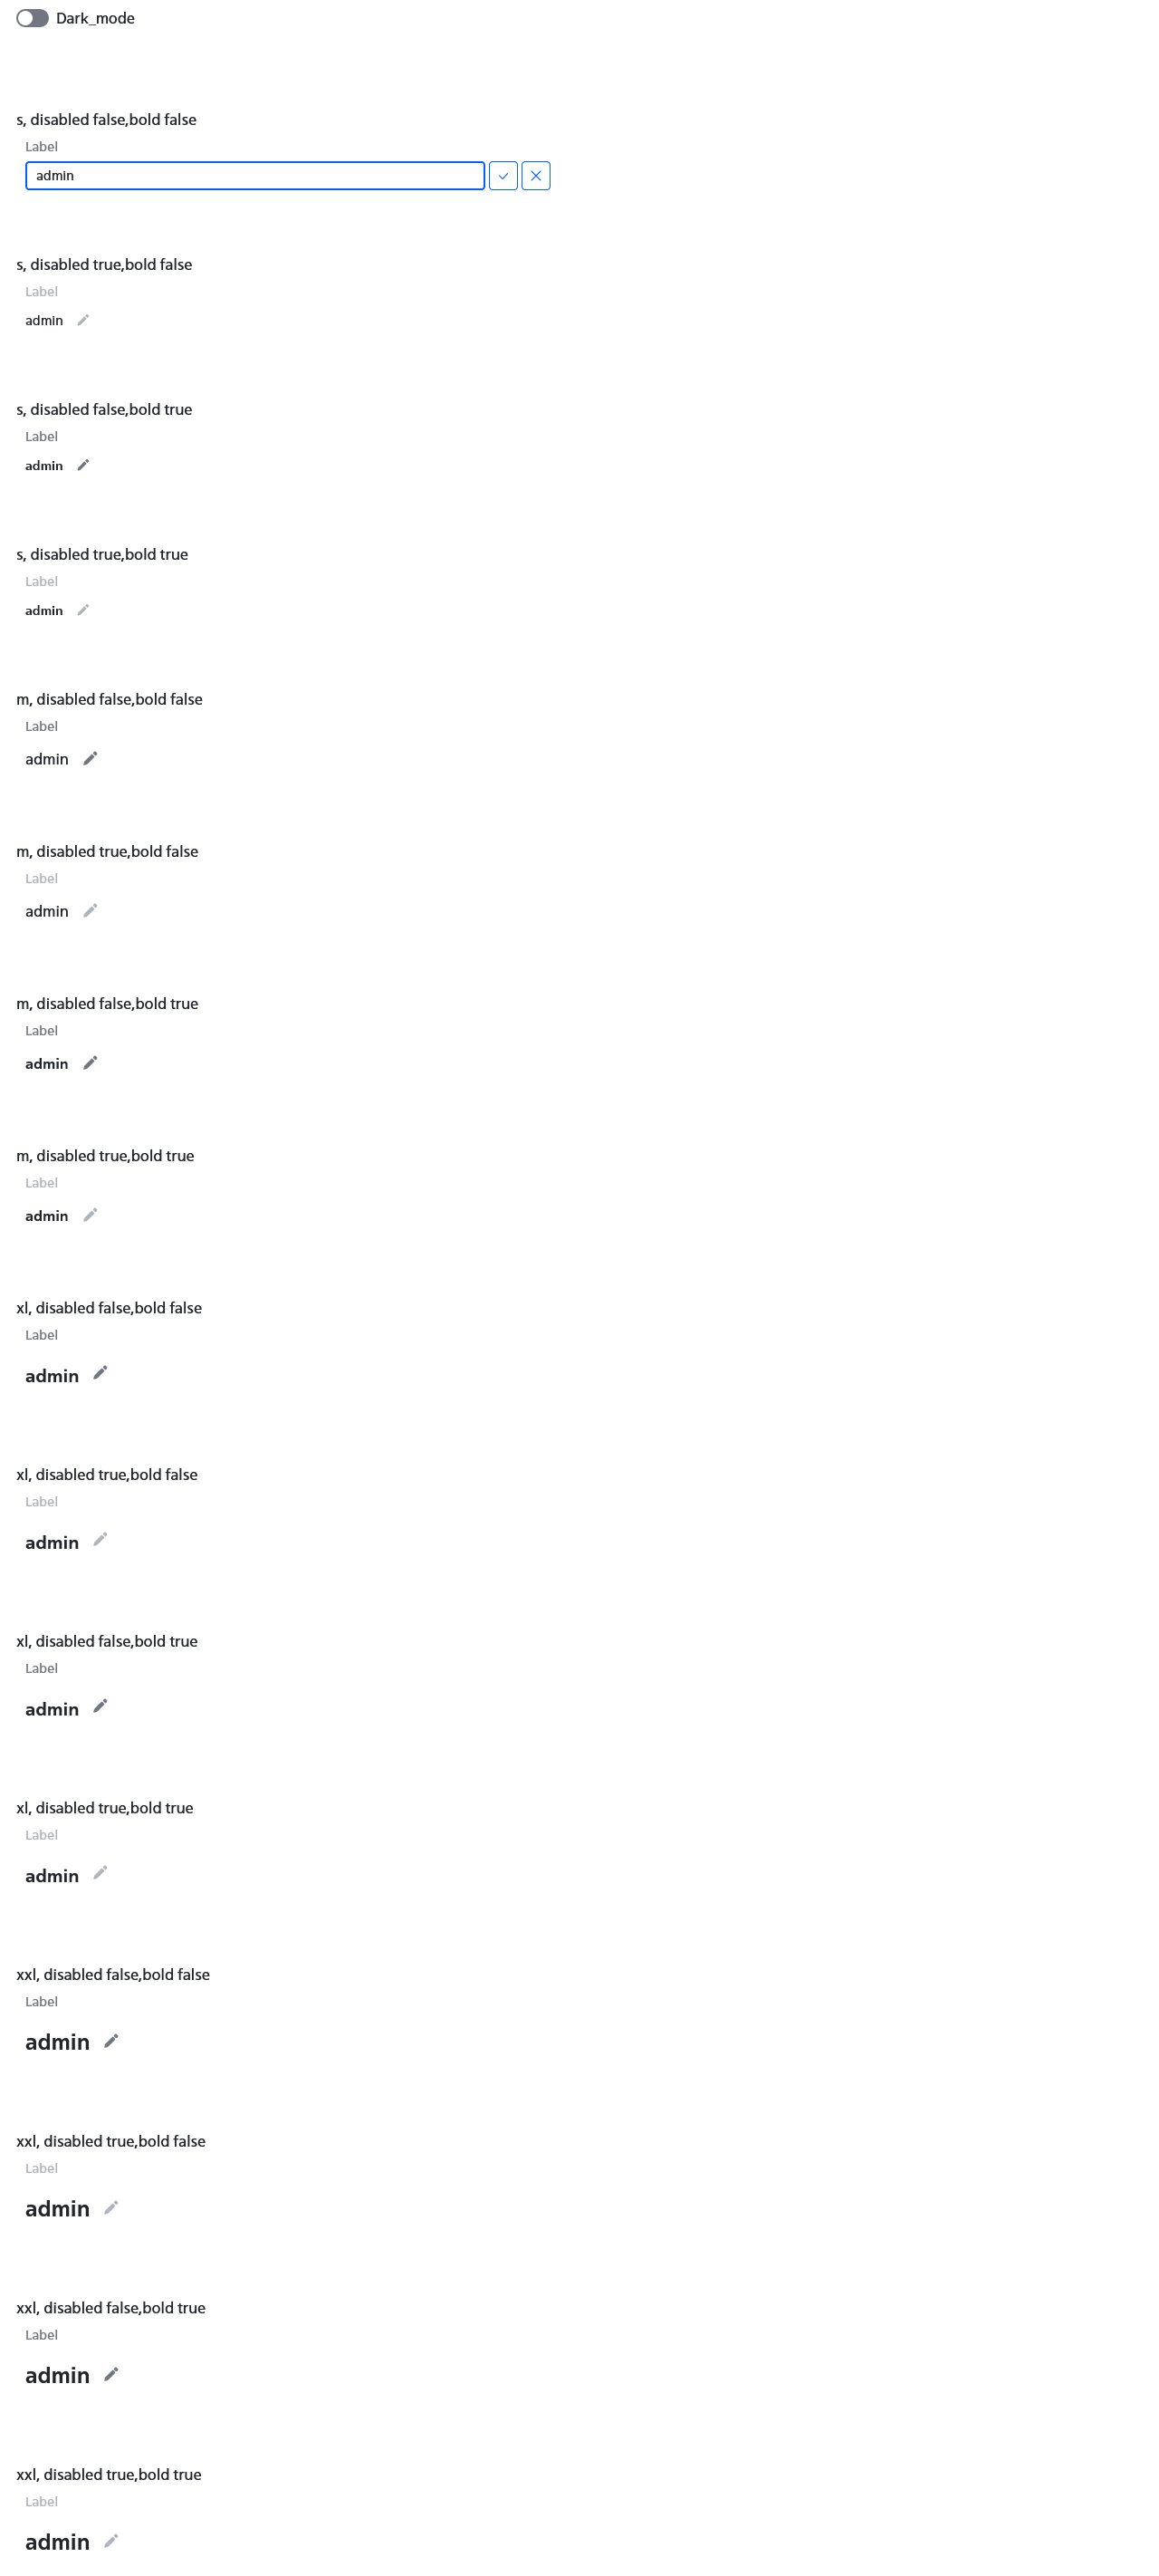 Dark_mode
s, disabled false,bold false
Label
admin
s, disabled true,bold false
Label
admin
s, disabled false,bold true
Label
admin
s, disabled true,bold true
Label
admin
m, disabled false,bold false
Label
admin
m, disabled true,bold false
Label
admin
m, disabled false,bold true
Label
admin
m, disabled true,bold true
Label
admin
xl, disabled false,bold false
Label
admin
xl, disabled true,bold false
Label
admin
xl, disabled false,bold true
Label
admin
xl, disabled true,bold true
Label
admin
xxl, disabled false,bold false
Label
admin
xxl, disabled true,bold false
Label
admin
xxl, disabled false,bold true
Label
admin
xxl, disabled true,bold true
Label
admin